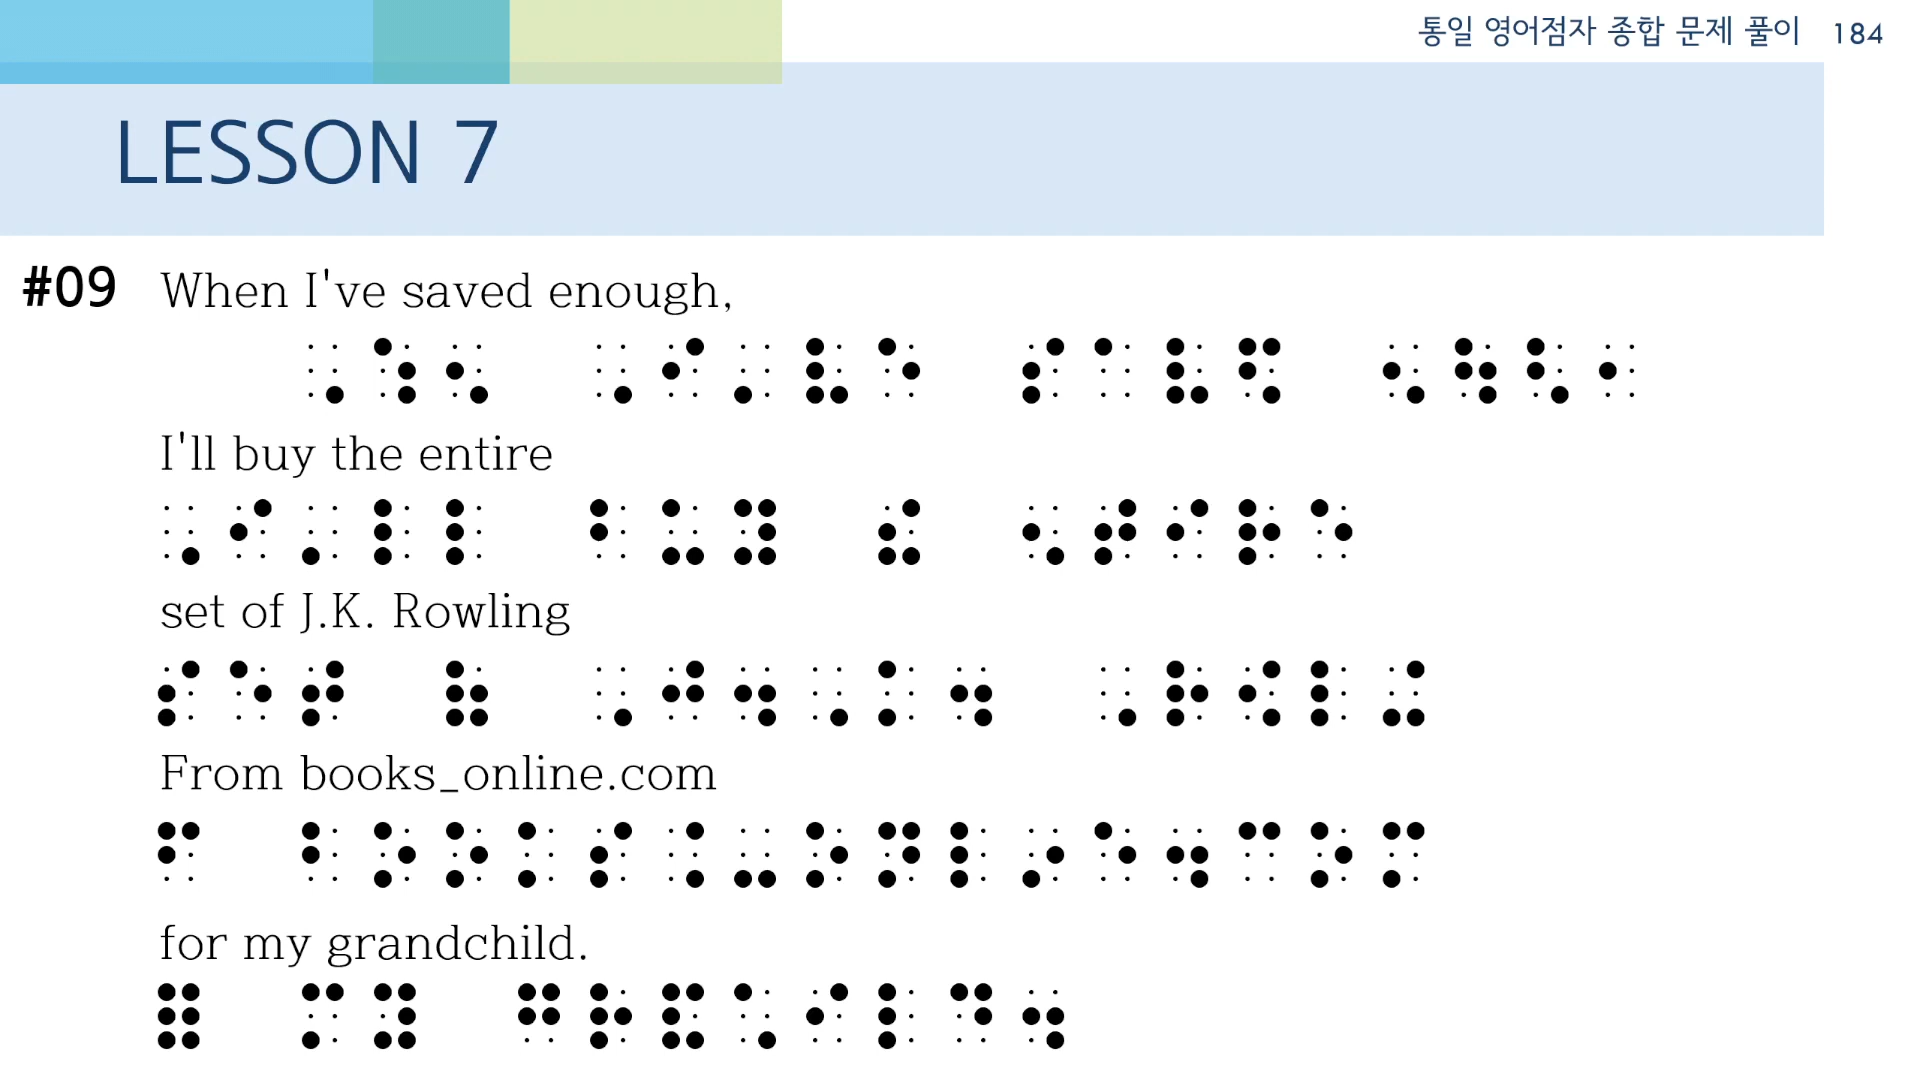 통일 영어점자 종합 문제 풀이 184
LESSON 7
#09 When I've saved enough,
⠠⠱⠢ ⠠⠊⠄⠧⠑ ⠎⠁⠧⠫ ⠢⠳⠣⠂
I'll buy the entire
⠠⠊⠄⠇⠇ ⠃⠥⠽ ⠮ ⠢⠞⠊⠗⠑
set of J.K. Rowling
⠎⠑⠞ ⠷ ⠠⠚⠲⠠⠅⠲ ⠠⠗⠪⠇⠬
From books_online.com
⠋ ⠃⠕⠕⠅⠎⠨⠤⠕⠝⠇⠔⠑⠲⠉⠕⠍
for my grandchild.
⠿ ⠍⠽ ⠛⠗⠯⠡⠊⠇⠙⠲